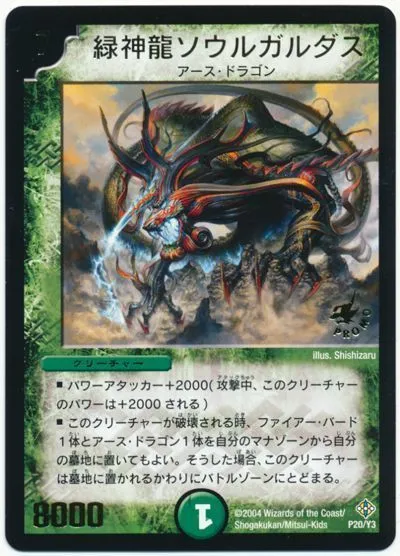 緑神龍ソウルガルダス
アース・ドラゴン
PROMO
illus. Shishizaru
クリーチャー
■ パワーアタッカー+2000(攻撃中、このクリーチャー
のパワーは+2000 される)
■ このクリーチャーが破壊される時、ファイアー・バード
1体とアース・ドラゴン1体を自分のマナゾーンから自分
の墓地に置いてもよい。そうした場合、このクリーチャー
は墓地に置かれるかわりにバトルゾーンにとどまる。
8000
1
©2004 Wizards of the Coast/
Shogakukan/Mitsui-Kids
P20/Y3